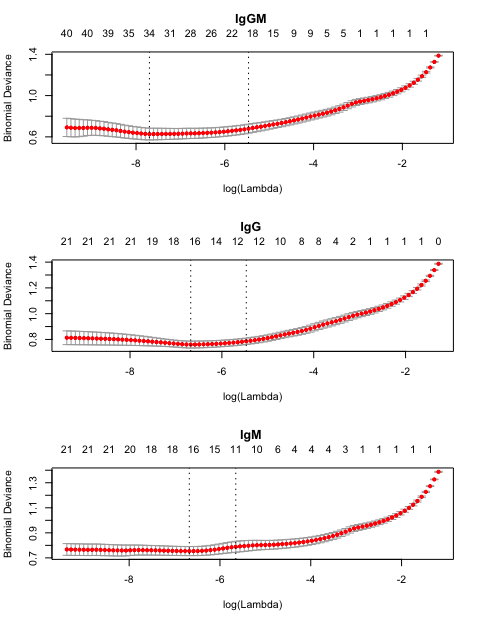 IgGM
40 40 39 35 34 31 28 26 22 18 15 9 9 5 5 1 1 1 1 1
Binomial Deviance
0.6 1.0 1.4
-8 -6 -4 -2
log(Lambda)
IgG
21 21 21 21 19 18 16 14 12 12 10 8 8 4 2 1 1 1 1 0
Binomial Deviance
0.8 1.0 1.2 1.4
-8 -6 -4 -2
log(Lambda)
IgM
21 21 21 20 18 18 16 15 11 10 6 4 4 4 3 1 1 1 1 1
Binomial Deviance
0.7 0.9 1.1 1.3
-8 -6 -4 -2
log(Lambda)